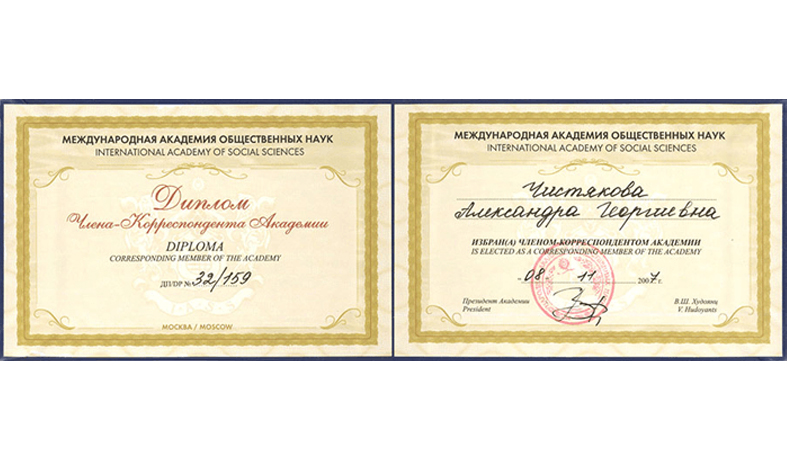 МЕЖДУНАРОДНАЯ АКАДЕМИЯ ОБЩЕСТВЕННЫХ НАУК
INTERNATIONAL ACADEMY OF SOCIAL SCIENCES
Диплом
Члена-Корреспондента Академии
DIPLOMA
CORRESPONDING MEMBER OF THE ACADEMY
ДП/DP № 32/159
МОСКВА / MOSCOW
МЕЖДУНАРОДНАЯ АКАДЕМИЯ ОБЩЕСТВЕННЫХ НАУК
INTERNATIONAL ACADEMY OF SOCIAL SCIENCES
Чистякова
Александра Георгиевна
ИЗБРАН(А) ЧЛЕНОМ-КОРРЕСПОНДЕНТОМ АКАДЕМИИ
IS ELECTED AS A CORRESPONDING MEMBER OF THE ACADEMY
08. 11 2007 г.
Президент Академии В.Ш. Худоянц
President V. Hudoyants